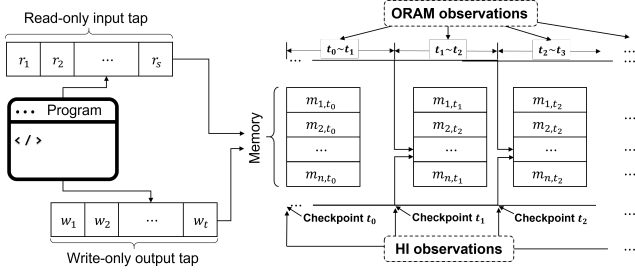 Read-only input tap
r₁ r₂ ⋯ rₛ
⋯ Program
</>
w₁ w₂ ⋯ wₜ
Write-only output tap
Memory
ORAM observations
t₀~t₁ t₁~t₂ t₂~t₃ ...
... ...
m₁,ₜ₀ m₁,ₜ₁ m₁,ₜ₂ ...
m₂,ₜ₀ m₂,ₜ₂ m₂,ₜ₂
... ... ... ...
mₙ,ₜ₀ mₙ,ₜ₁ mₙ,ₜ₂ ...
... ...
Checkpoint t₀ Checkpoint t₁ Checkpoint t₂
HI observations ...